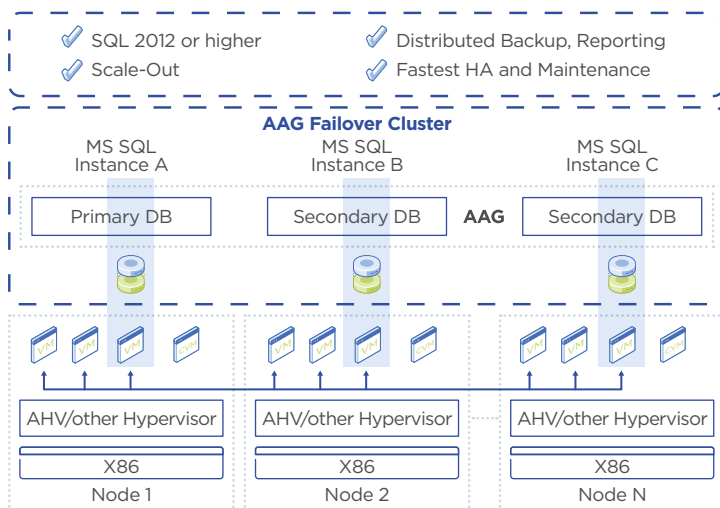 SQL 2012 or higher
Distributed Backup, Reporting
Scale-Out
Fastest HA and Maintenance
AAG Failover Cluster
MS SQL
Instance A
MS SQL
Instance B
MS SQL
Instance C
Primary DB
Secondary DB
AAG
Secondary DB
VM
VM
VM
CVM
VM
VM
VM
CVM
VM
VM
VM
CVM
AHV/other Hypervisor
AHV/other Hypervisor
AHV/other Hypervisor
X86
X86
X86
Node 1
Node 2
Node N